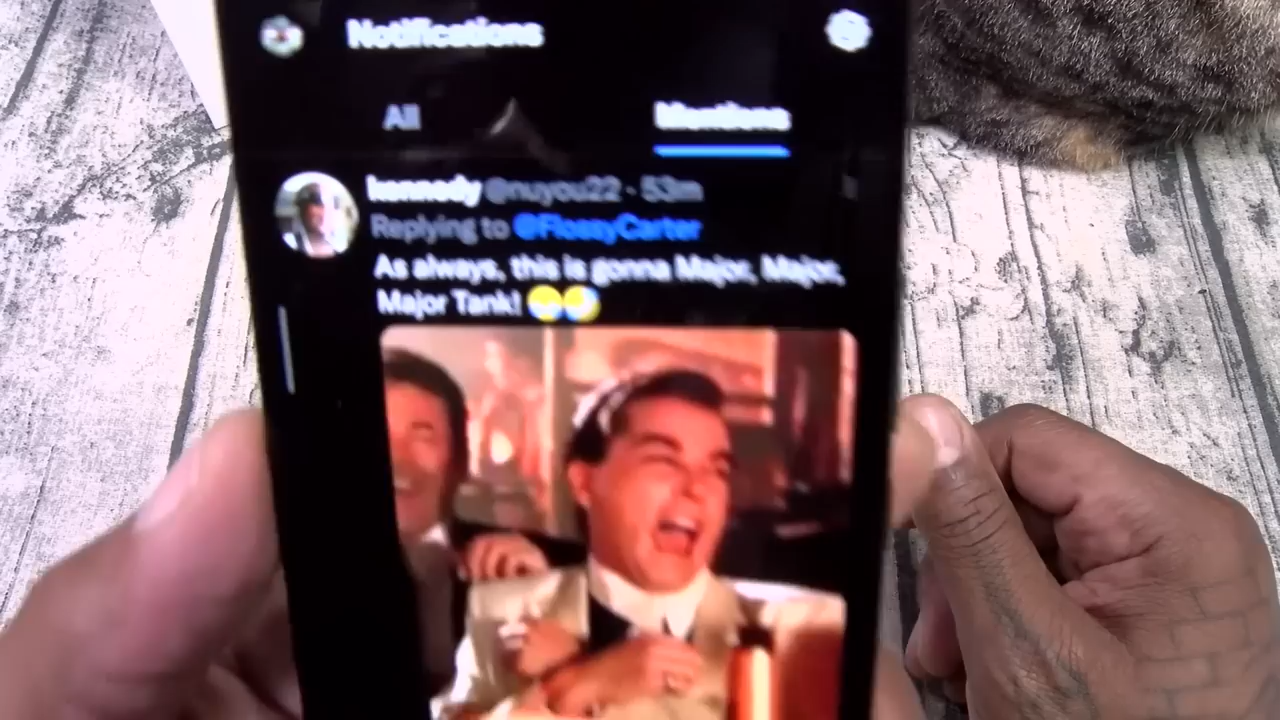 Notifications
All
Mentions
kennedy @nuyou22 · 53m
Replying to @FlossyCarter
As always, this is gonna Major, Major,
Major Tank! 😂🤣